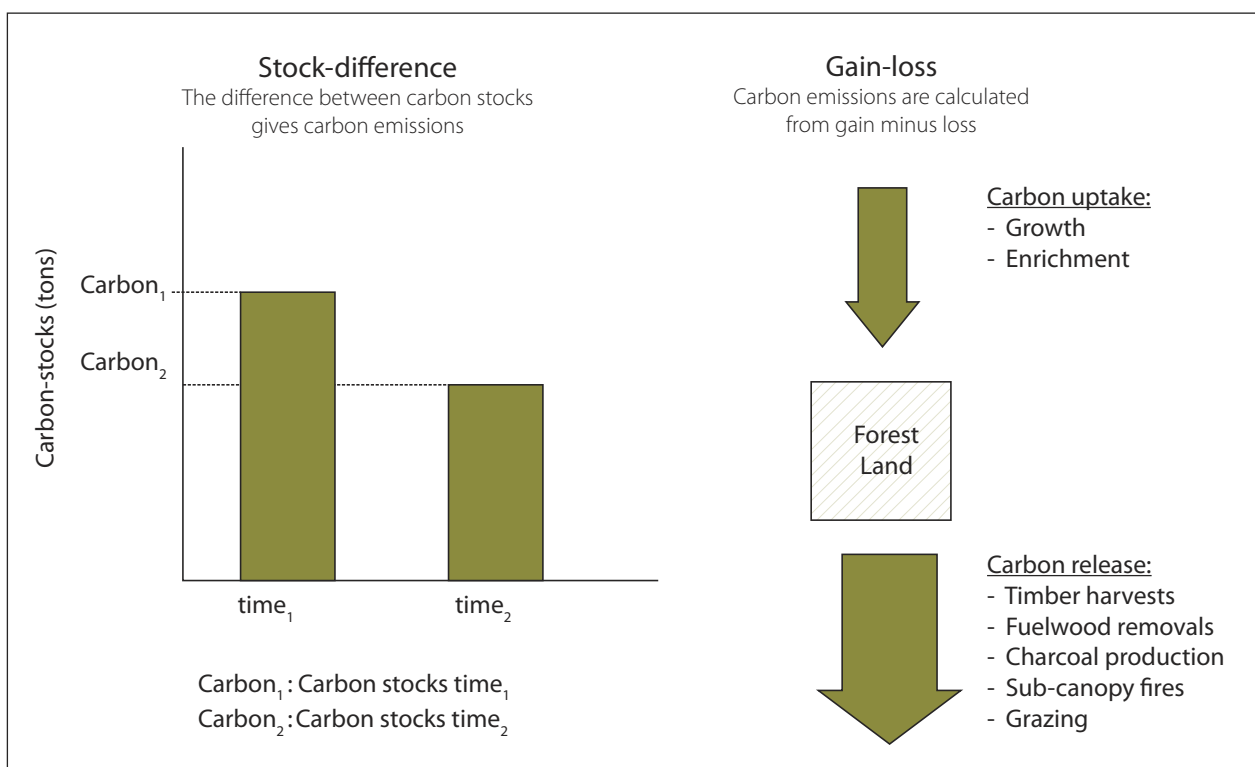 Stock-difference
The difference between carbon stocks
gives carbon emissions
Carbon-stocks (tons)
Carbon₁
Carbon₂
time₁
time₂
Carbon₁: Carbon stocks time₁
Carbon₂: Carbon stocks time₂
Gain-loss
Carbon emissions are calculated
from gain minus loss
Carbon uptake:
- Growth
- Enrichment
Forest
Land
Carbon release:
- Timber harvests
- Fuelwood removals
- Charcoal production
- Sub-canopy fires
- Grazing